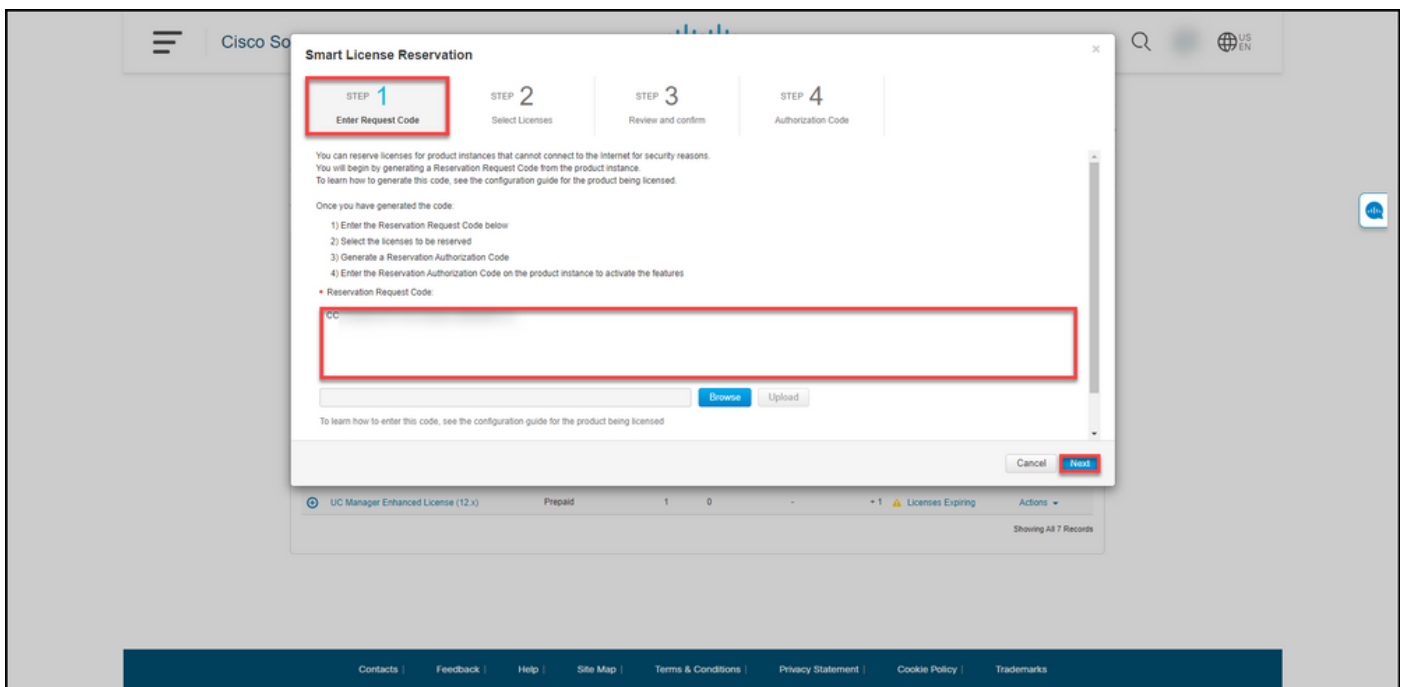 Cisco So
US
EN
Smart License Reservation
×
STEP 1
Enter Request Code
STEP 2
Select Licenses
STEP 3
Review and confirm
STEP 4
Authorization Code
You can reserve licenses for product instances that cannot connect to the internet for security reasons.
You will begin by generating a Reservation Request Code from the product instance.
To learn how to generate this code, see the configuration guide for the product being licensed.
Once you have generated the code:
1) Enter the Reservation Request Code below
2) Select the licenses to be reserved
3) Generate a Reservation Authorization Code
4) Enter the Reservation Authorization Code on the product instance to activate the features
* Reservation Request Code:
CC
Browse Upload
To learn how to enter this code, see the configuration guide for the product being licensed
Cancel Next
UC Manager Enhanced License (12.x) Prepaid 1 0 - + 1 Licenses Expiring Actions
Showing All 7 Records
Contacts | Feedback | Help | Site Map | Terms & Conditions | Privacy Statement | Cookie Policy | Trademarks